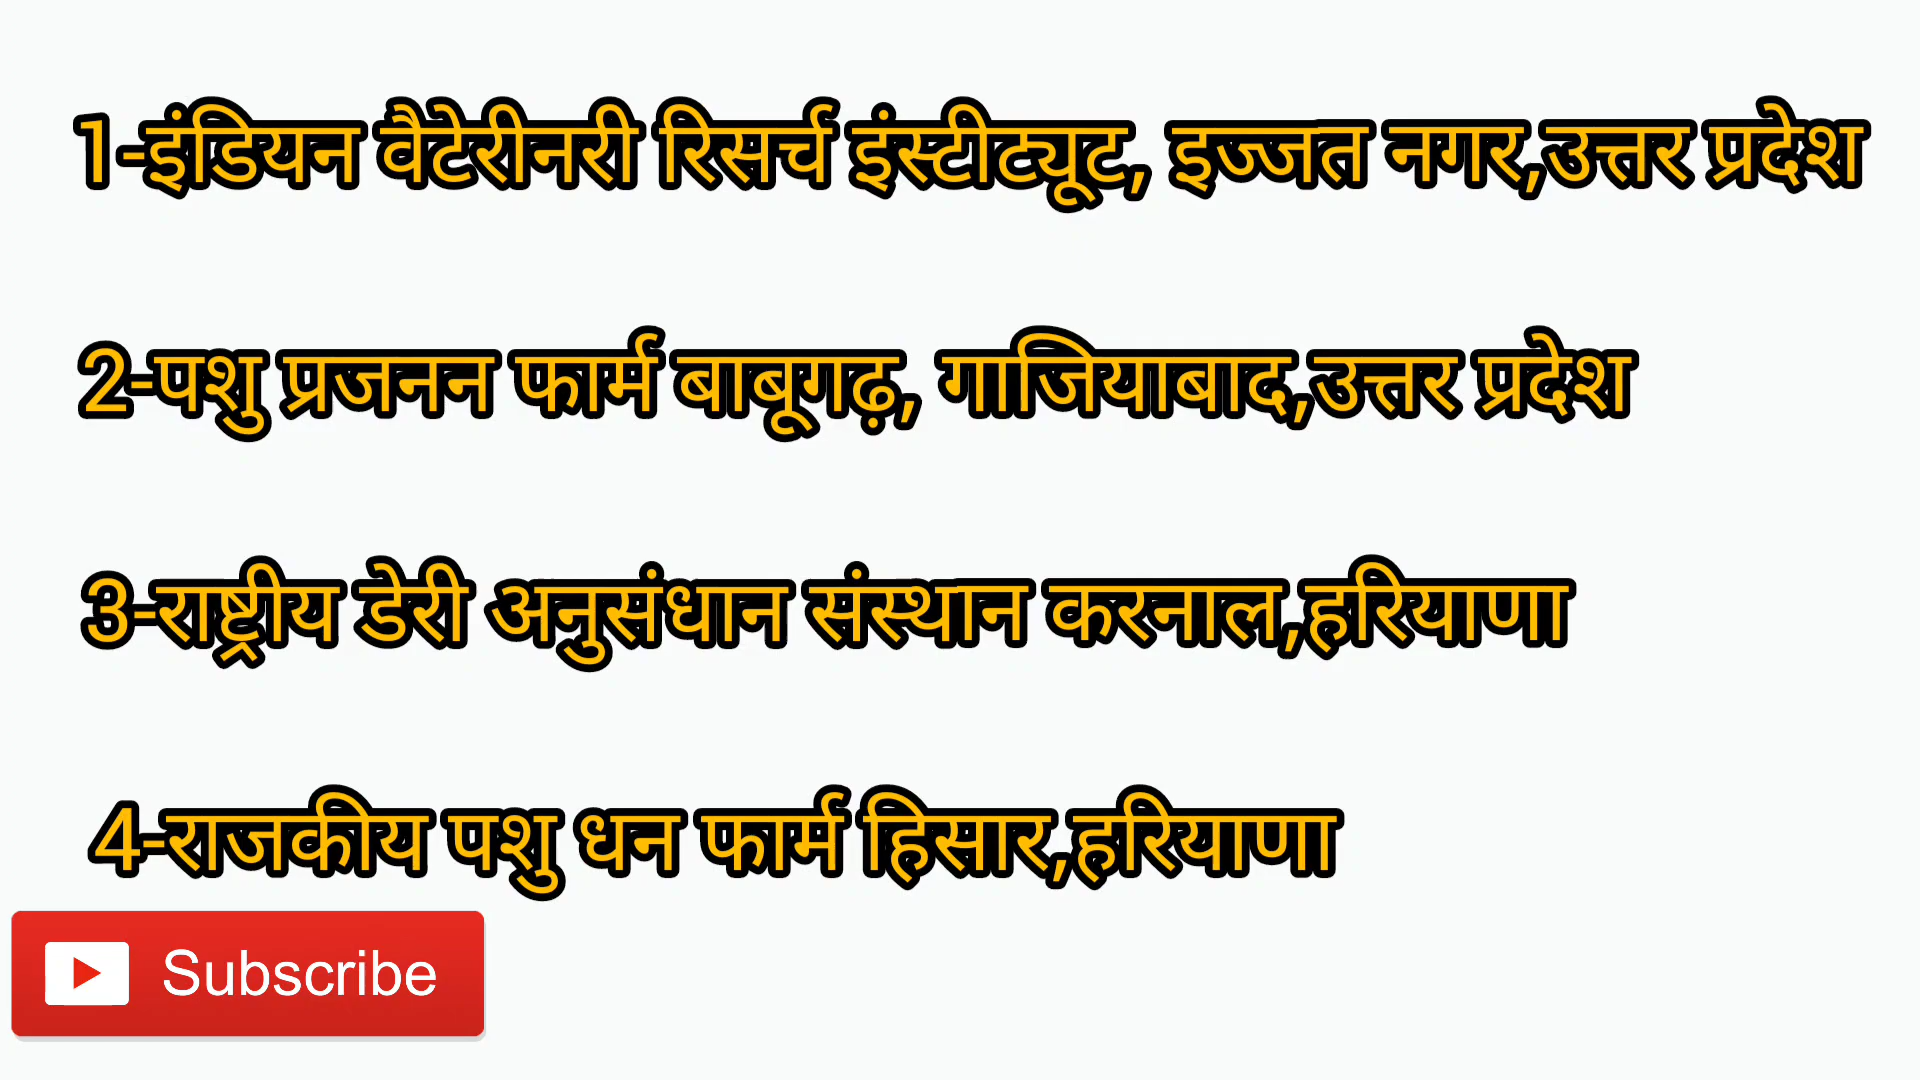 1-इंडियन वैटेरीनरी रिसर्च इंस्टीट्यूट, इज्जत नगर,उत्तर प्रदेश
2-पशु प्रजनन फार्म बाबूगढ़, गाजियाबाद,उत्तर प्रदेश
3-राष्ट्रीय डेरी अनुसंधान संस्थान करनाल,हरियाणा
4-राजकीय पशु धन फार्म हिसार,हरियाणा
Subscribe